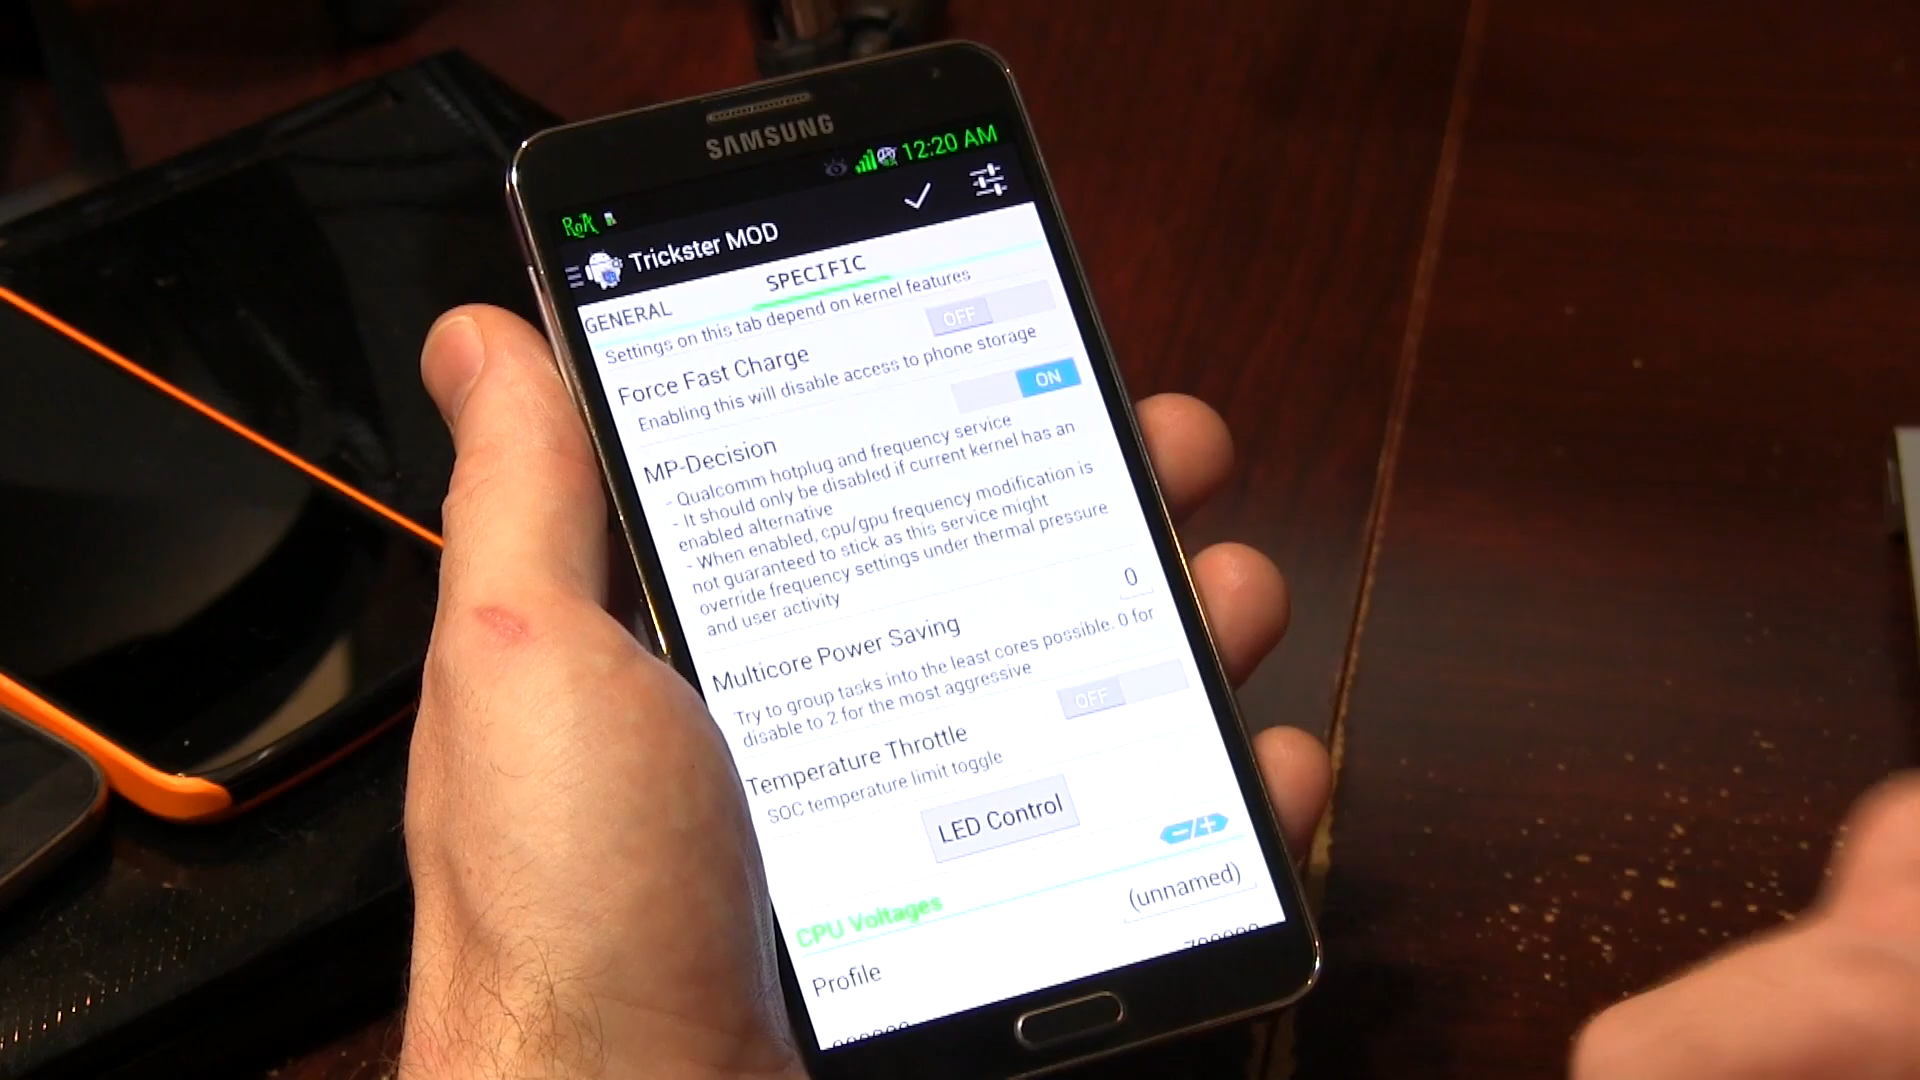 SAMSUNG
12:20 AM
Trickster MOD
GENERAL
SPECIFIC
Settings on this tab depend on kernel features
Force Fast Charge
OFF
Enabling this will disable access to phone storage
MP-Decision
ON
- Qualcomm hotplug and frequency service
- It should only be disabled if current kernel has an
enabled alternative
- When enabled, cpu/gpu frequency modification is
not guaranteed to stick as this service might
override frequency settings under thermal pressure
and user activity
Multicore Power Saving
0
Try to group tasks into the least cores possible. 0 for
disable to 2 for the most aggressive
Temperature Throttle
OFF
SOC temperature limit toggle
LED Control
-/+
CPU Voltages
Profile
(unnamed)